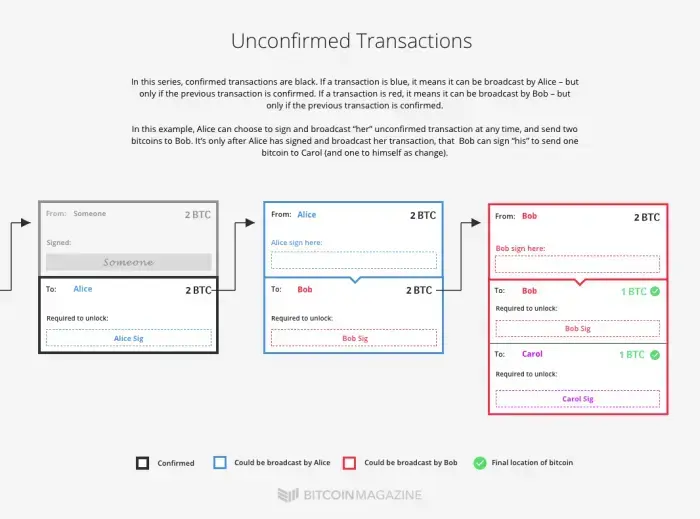 Unconfirmed Transactions
In this series, confirmed transactions are black. If a transaction is blue, it means it can be broadcast by Alice – but
only if the previous transaction is confirmed. If a transaction is red, it means it can be broadcast by Bob – but
only if the previous transaction is confirmed.
In this example, Alice can choose to sign and broadcast “her” unconfirmed transaction at any time, and send two
bitcoins to Bob. It’s only after Alice has signed and broadcast her transaction, that Bob can sign “his” to send one
bitcoin to Carol (and one to himself as change).
From: Someone 2 BTC
Signed:
Someone
To: Alice 2 BTC
Required to unlock:
Alice Sig
From: Alice 2 BTC
Alice sign here:
To: Bob 2 BTC
Required to unlock:
Bob Sig
From: Bob 2 BTC
Bob sign here:
To: Bob 1 BTC
Required to unlock:
Bob Sig
To: Carol 1 BTC
Required to unlock:
Carol Sig
Confirmed
Could be broadcast by Alice
Could be broadcast by Bob
Final location of bitcoin
BITCOINMAGAZINE